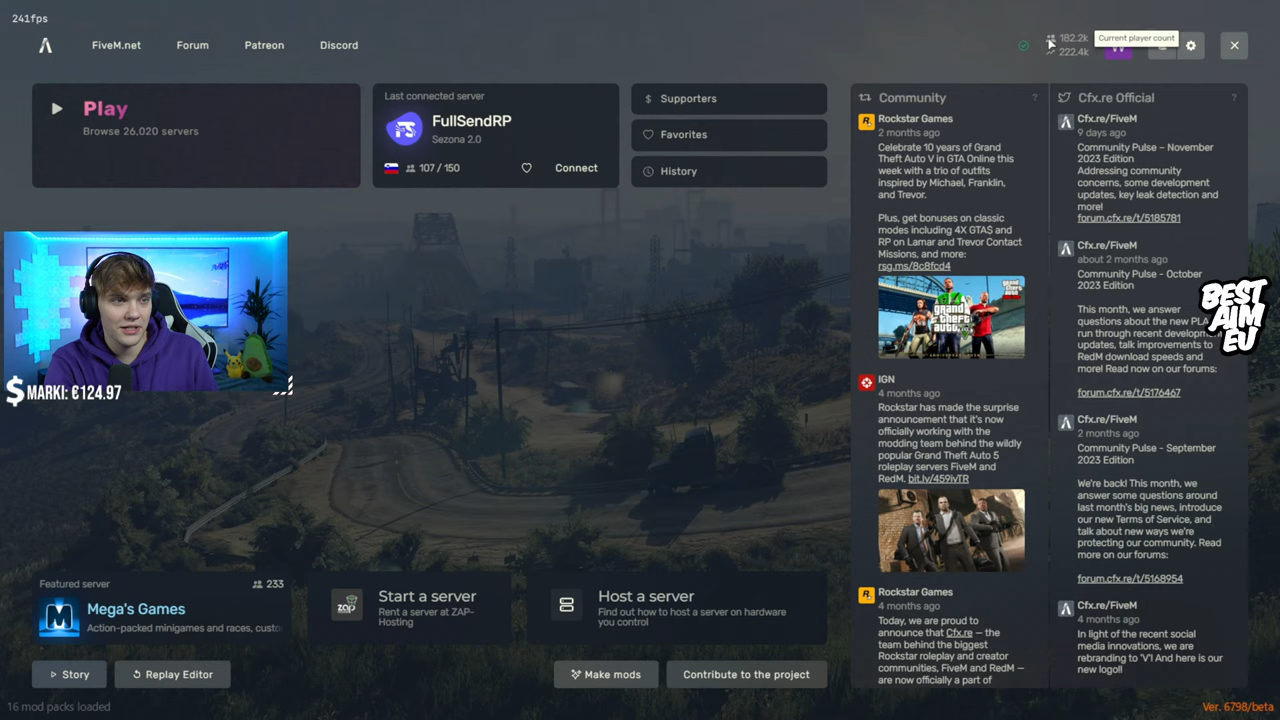 241fps
FiveM.net
Forum
Patreon
Discord
182.2k
222.4k
Current player count
Play
Browse 26,020 servers
Last connected server
FullSendRP
Sezona 2.0
107 / 150
Connect
$ Supporters
Favorites
History
Community ?
Rockstar Games
2 months ago
Celebrate 10 years of Grand
Theft Auto V in GTA Online this
week with a trio of outfits
inspired by Michael, Franklin,
and Trevor.
Plus, get bonuses on classic
modes including 4X GTA$ and
RP on Lamar and Trevor Contact
Missions, and more:
rsg.ms/8c8fcd4
grand
theft
auto
IGN
4 months ago
Rockstar has made the surprise
announcement that it's now
officially working with the
modding team behind the wildly
popular Grand Theft Auto 5
roleplay servers FiveM and
RedM. bit.ly/459IvTR
Rockstar Games
4 months ago
Today, we are proud to
announce that Cfx.re — the
team behind the biggest
Rockstar roleplay and creator
communities, FiveM and RedM —
are now officially a part of
Cfx.re Official ?
Cfx.re/FiveM
9 days ago
Community Pulse – November
2023 Edition
Addressing community
concerns, some development
updates, key leak detection and
more!
forum.cfx.re/t/5185781
Cfx.re/FiveM
about 2 months ago
Community Pulse - October
2023 Edition
This month, we answer
questions about the new
run through recent
updates, talk improvements to
RedM download speeds and
more! Read now on our forums:
forum.cfx.re/t/5176467
Cfx.re/FiveM
2 months ago
Community Pulse - September
2023 Edition
We're back! This month, we
answer some questions around
last month's big news, introduce
our new Terms of Service, and
talk about new ways we're
protecting our community. Read
more on our forums:
forum.cfx.re/t/5168954
Cfx.re/FiveM
4 months ago
In light of the recent social
media innovations, we are
rebranding to 'V'! And here is our
new logo!!
BEST
AIM
EU
$ MARKI: €124.97
Featured server
233
Mega's Games
Action-packed minigames and races, custo
ZAP
Start a server
Rent a server at ZAP-
Hosting
Host a server
Find out how to host a server on hardware
you control
Story
Replay Editor
Make mods
Contribute to the project
16 mod packs loaded
Ver. 6798/beta